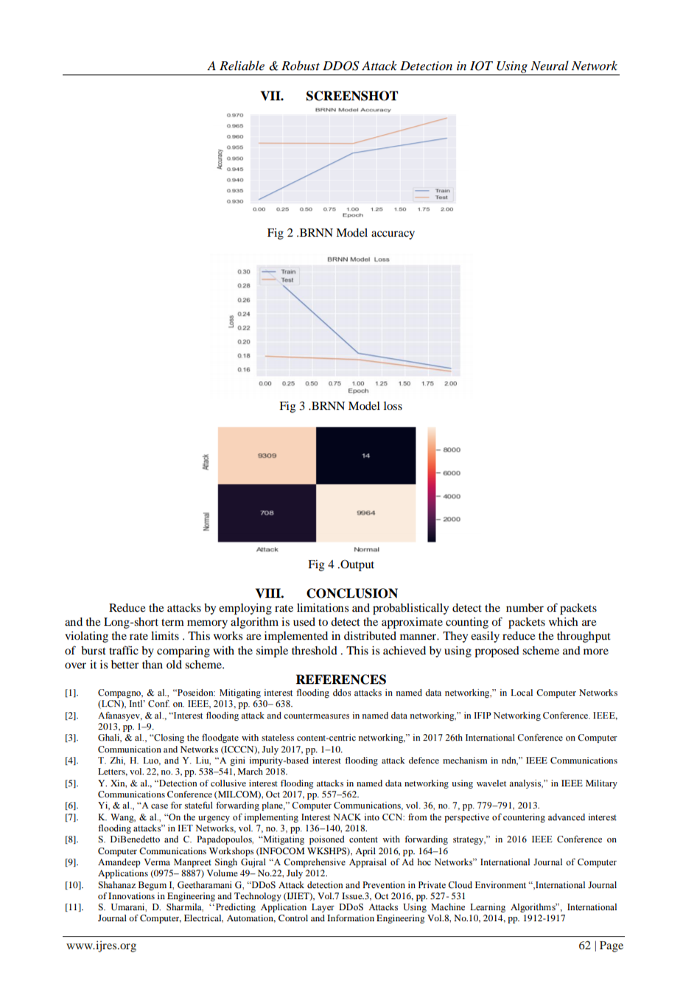 A Reliable & Robust DDOS Attack Detection in IOT Using Neural Network
VII. SCREENSHOT
BRNN Model Accuracy
0.970
0.965
0.960
0.955
0.950
0.945
0.940
0.935
0.930
Accuracy
Train
Test
0.00 0.25 0.50 0.75 1.00 1.25 1.50 1.75 2.00
Epoch
Fig 2 .BRNN Model accuracy
BRNN Model Loss
0.30
0.28
0.26
0.24
0.22
0.20
0.18
0.16
Loss
Train
Test
0.00 0.25 0.50 0.75 1.00 1.25 1.50 1.75 2.00
Epoch
Fig 3 .BRNN Model loss
Attack
9309 14
Normal
708 9964
8000
6000
4000
2000
Attack Normal
Fig 4 .Output
VIII. CONCLUSION
Reduce the attacks by employing rate limitations and probablistically detect the number of packets
and the Long-short term memory algorithm is used to detect the approximate counting of packets which are
violating the rate limits . This works are implemented in distributed manner. They easily reduce the throughput
of burst traffic by comparing with the simple threshold . This is achieved by using proposed scheme and more
over it is better than old scheme.
REFERENCES
[1]. Compagno, & al., “Poseidon: Mitigating interest flooding ddos attacks in named data networking,” in Local Computer Networks
(LCN), Intl’ Conf. on. IEEE, 2013, pp. 630– 638.
[2]. Afanasyev, & al., “Interest flooding attack and countermeasures in named data networking,” in IFIP Networking Conference. IEEE,
2013, pp. 1–9.
[3]. Ghali, & al., “Closing the floodgate with stateless content-centric networking,” in 2017 26th International Conference on Computer
Communication and Networks (ICCCN), July 2017, pp. 1–10.
[4]. T. Zhi, H. Luo, and Y. Liu, “A gini impurity-based interest flooding attack defence mechanism in ndn,” IEEE Communications
Letters, vol. 22, no. 3, pp. 538–541, March 2018.
[5]. Y. Xin, & al., “Detection of collusive interest flooding attacks in named data networking using wavelet analysis,” in IEEE Military
Communications Conference (MILCOM), Oct 2017, pp. 557–562.
[6]. Yi, & al., “A case for stateful forwarding plane,” Computer Communications, vol. 36, no. 7, pp. 779–791, 2013.
[7]. K. Wang, & al., “On the urgency of implementing Interest NACK into CCN: from the perspective of countering advanced interest
flooding attacks” in IET Networks, vol. 7, no. 3, pp. 136–140, 2018.
[8]. S. DiBenedetto and C. Papadopoulos, “Mitigating poisoned content with forwarding strategy,” in 2016 IEEE Conference on
Computer Communications Workshops (INFOCOM WKSHPS), April 2016, pp. 164–16
[9]. Amandeep Verma Manpreet Singh Gujral “A Comprehensive Appraisal of Ad hoc Networks” International Journal of Computer
Applications (0975– 8887) Volume 49– No.22, July 2012.
[10]. Shahanaz Begum I, Geetharamani G, “DDoS Attack detection and Prevention in Private Cloud Environment “,International Journal
of Innovations in Engineering and Technology (IJIET), Vol.7 Issue.3, Oct 2016, pp. 527- 531
[11]. S. Umarani, D. Sharmila, ‘‘Predicting Application Layer DDoS Attacks Using Machine Learning Algorithms”, International
Journal of Computer, Electrical, Automation, Control and Information Engineering Vol.8, No.10, 2014, pp. 1912-1917
www.ijres.org 62 | Page